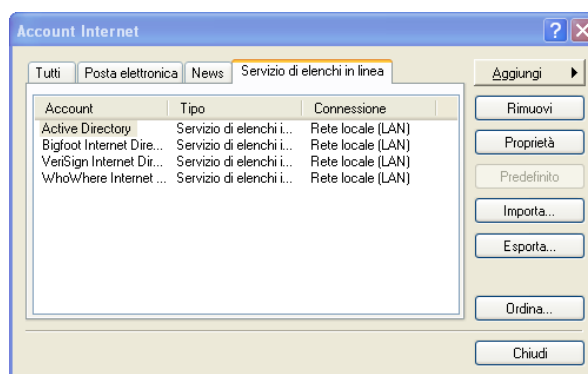 Account Internet
Tutti Posta elettronica News Servizio di elenchi in linea
Account Tipo Connessione
Active Directory Servizio di elenchi i... Rete locale (LAN)
Bigfoot Internet Dire... Servizio di elenchi i... Rete locale (LAN)
VeriSign Internet Dir... Servizio di elenchi i... Rete locale (LAN)
WhoWhere Internet ... Servizio di elenchi i... Rete locale (LAN)
Aggiungi
Rimuovi
Proprietà
Predefinito
Importa...
Esporta...
Ordina...
Chiudi